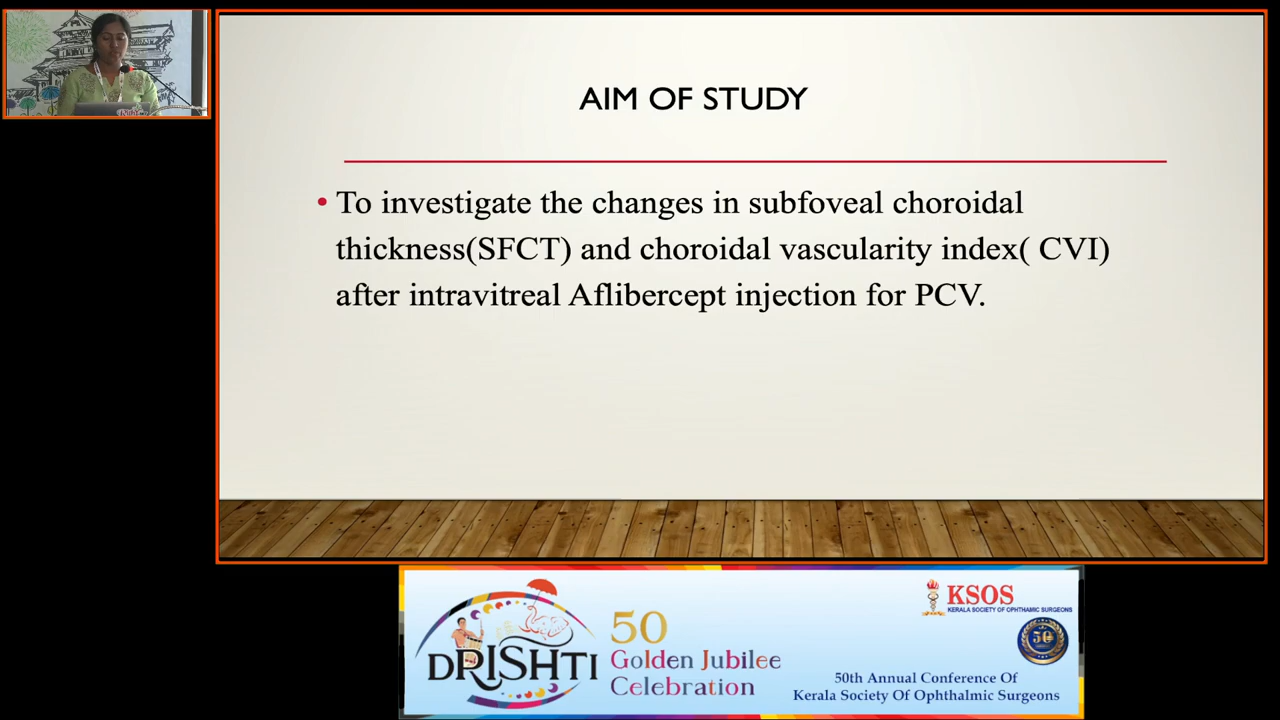 AIM OF STUDY
• To investigate the changes in subfoveal choroidal
thickness(SFCT) and choroidal vascularity index( CVI)
after intravitreal Aflibercept injection for PCV.
DRISHTI
50
Golden Jubilee
Celebration
KSOS
KERALA SOCIETY OF OPHTHAMIC SURGEONS
50
50th Annual Conference Of
Kerala Society Of Ophthalmic Surgeons